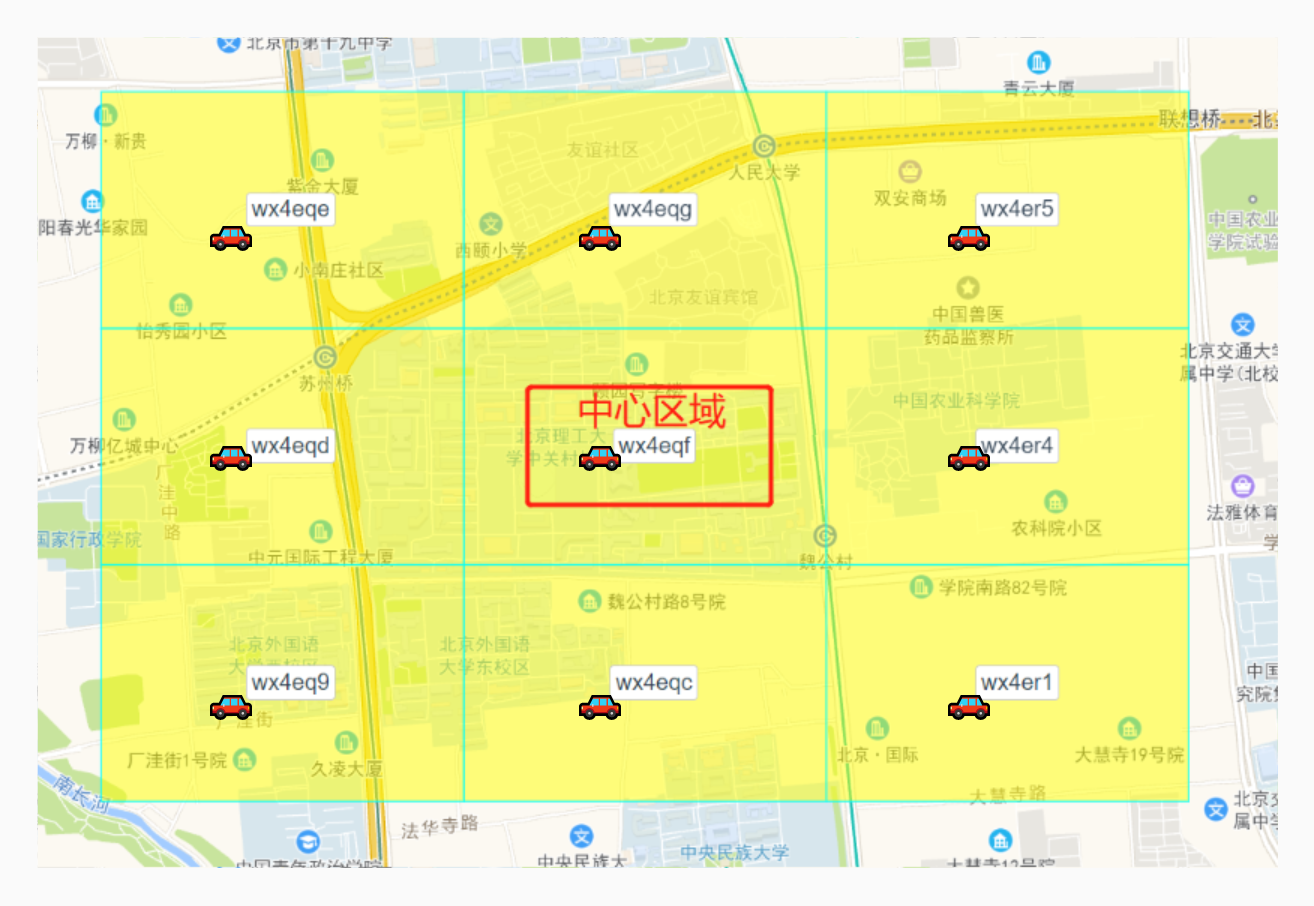 北京市第十九中学
青云大厦
联想桥
北
万柳·新贵
友谊社区
人民大学
紫金大厦
双安商场
wx4eqe
wx4eqg
wx4er5
阳春光华家园
中国农业
学院试验
西颐小学
小南庄社区
北京友谊宾馆
中国兽医
药品监察所
怡秀园小区
北京交通大学
属中学(北校
苏州桥
颐园写字楼
中心区域
中国农业科学院
万柳亿城中心
wx4eqd
北京理工大
学中关村
wx4eqf
wx4er4
厂洼中路
法雅体育
农科院小区
国家行政学院
中元国际工程大厦
魏公村
学
学院南路82号院
魏公村路8号院
北京外国语
大学西校区
北京外国语
大学东校区
wx4eq9
wx4eqc
wx4er1
中国
究院
厂洼街
厂洼街1号院
久凌大厦
北京·国际
大慧寺19号院
南长河
大慧寺路
北京交
属中学
法华寺路
中国青年政治学院
中央民族大
中央民族大学
大慧寺12号院